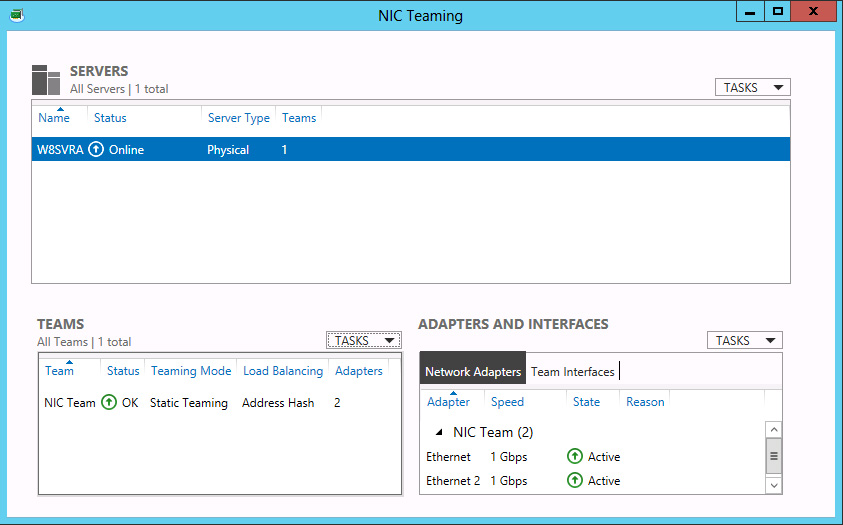 NIC Teaming
SERVERS
All Servers | 1 total
TASKS
Name Status Server Type Teams
W8SVRA Online Physical 1
TEAMS
All Teams | 1 total
TASKS
Team Status Teaming Mode Load Balancing Adapters
NIC Team OK Static Teaming Address Hash 2
ADAPTERS AND INTERFACES
TASKS
Network Adapters Team Interfaces
Adapter Speed State Reason
NIC Team (2)
Ethernet 1 Gbps Active
Ethernet 2 1 Gbps Active